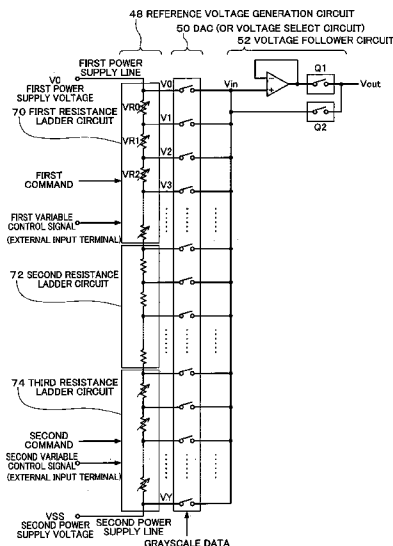 48 REFERENCE VOLTAGE GENERATION CIRCUIT
50 DAC (OR VOLTAGE SELECT CIRCUIT)
52 VOLTAGE FOLLOWER CIRCUIT
FIRST POWER
SUPPLY LINE
V0
FIRST POWER
SUPPLY VOLTAGE
V0
Vin
Q1
Vout
Q2
70 FIRST RESISTANCE
LADDER CIRCUIT
VR0
V1
VR1
V2
VR2
V3
FIRST
COMMAND
FIRST VARIABLE
CONTROL SIGNAL
(EXTERNAL INPUT TERMINAL)
72 SECOND RESISTANCE
LADDER CIRCUIT
74 THIRD RESISTANCE
LADDER CIRCUIT
SECOND
COMMAND
SECOND VARIABLE
CONTROL SIGNAL
(EXTERNAL INPUT TERMINAL)
VY
VSS
SECOND POWER
SUPPLY VOLTAGE
SECOND POWER
SUPPLY LINE
GRAYSCALE DATA